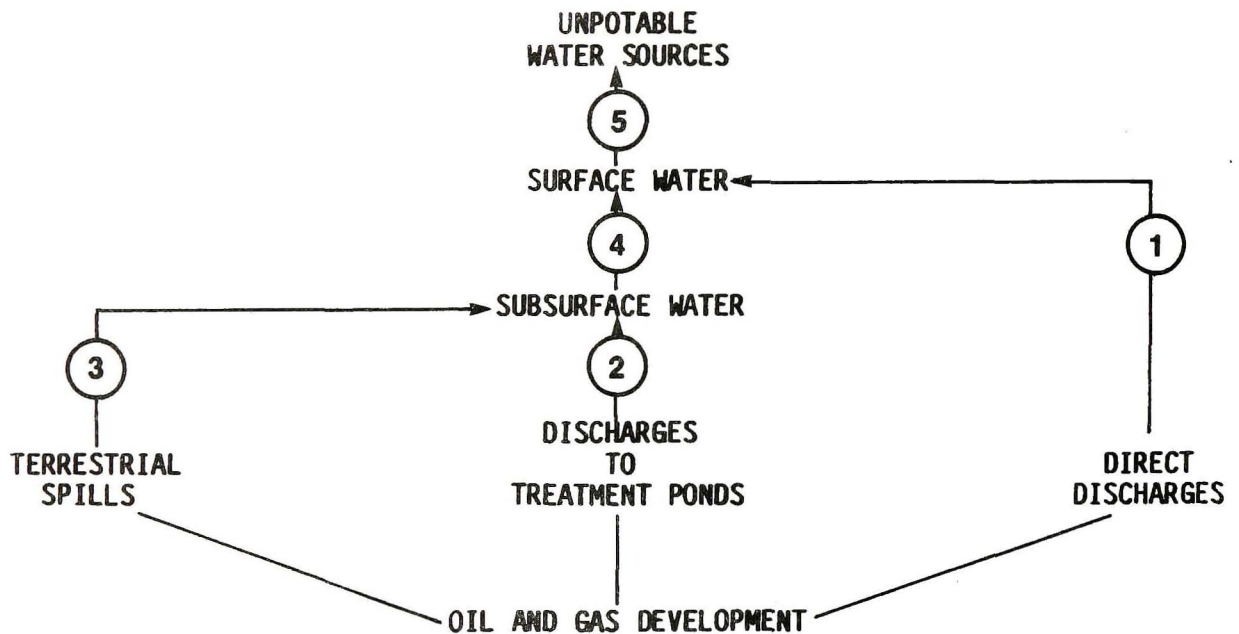 UNPOTABLE
WATER SOURCES
5
SURFACE WATER
4
1
SUBSURFACE WATER
3
2
TERRESTRIAL
SPILLS
DISCHARGES
TO
TREATMENT PONDS
DIRECT
DISCHARGES
OIL AND GAS DEVELOPMENT